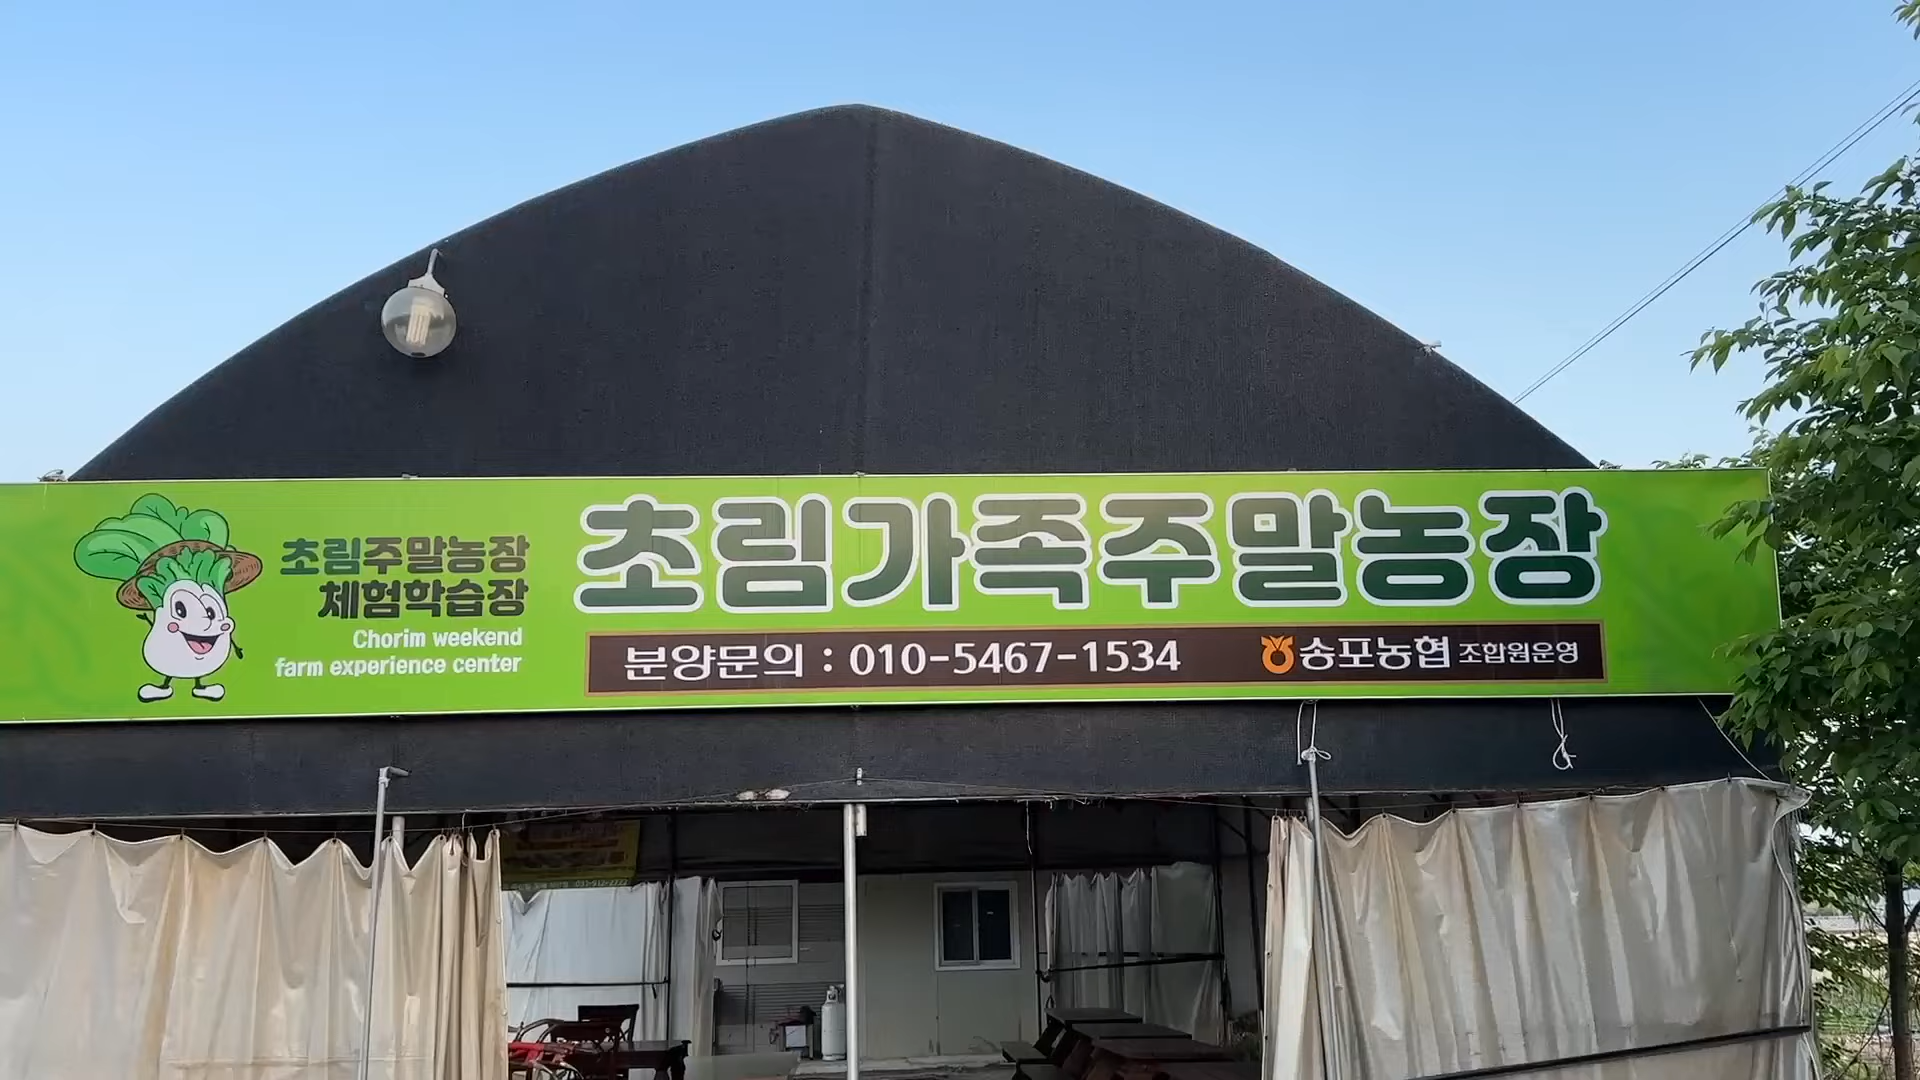 초림주말농장
체험학습장
Chorim weekend
farm experience center
초림가족주말농장
분양문의 : 010-5467-1534
송포농협 조합원운영